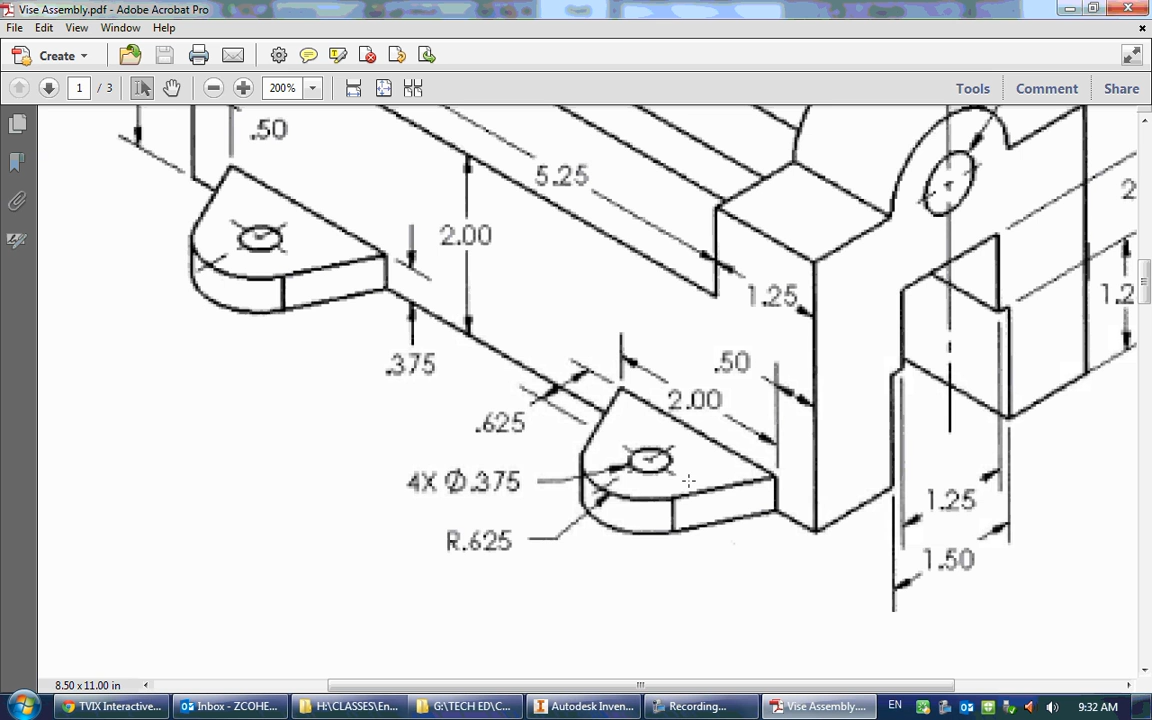 Vise Assembly.pdf - Adobe Acrobat Pro
File Edit View Window Help
Create
1 / 3 200% Tools Comment Share
.50
5.25
2
2.00
1.25
1.2
.375
.50
2.00
.625
4X Ø.375
1.25
R.625
1.50
8.50 x 11.00 in
TVIX Interactive... Inbox - ZCOHE... H:\CLASSES\En... G:\TECH ED\C... Autodesk Inven... Recording... Vise Assembly.... EN 9:32 AM